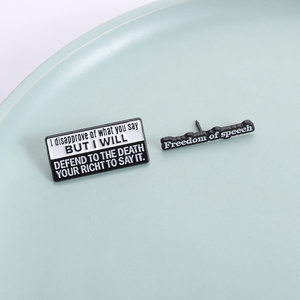 I disapprove of what you say
BUT I WILL
DEFEND TO THE DEATH
YOUR RIGHT TO SAY IT.
Freedom of speech